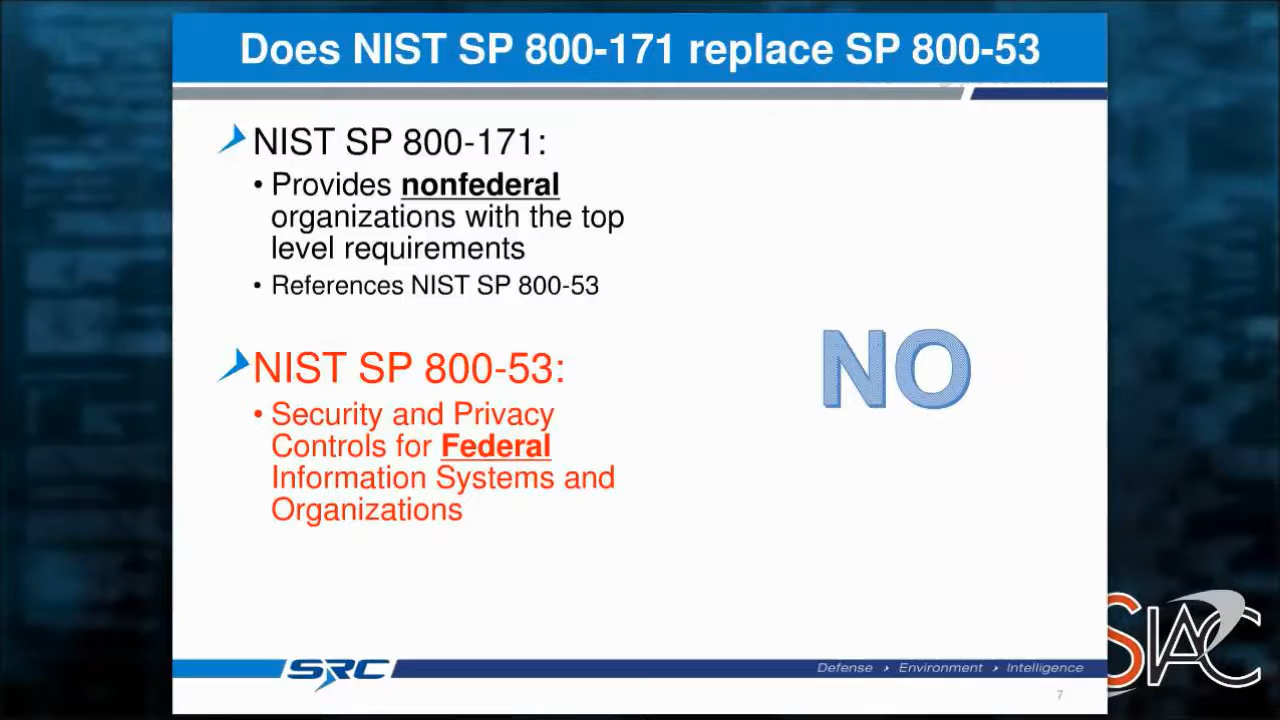 Does NIST SP 800-171 replace SP 800-53
NIST SP 800-171:
• Provides nonfederal
organizations with the top
level requirements
• References NIST SP 800-53
NO
NIST SP 800-53:
• Security and Privacy
Controls for Federal
Information Systems and
Organizations
SRC
Defense › Environment › Intelligence
7
SIAC